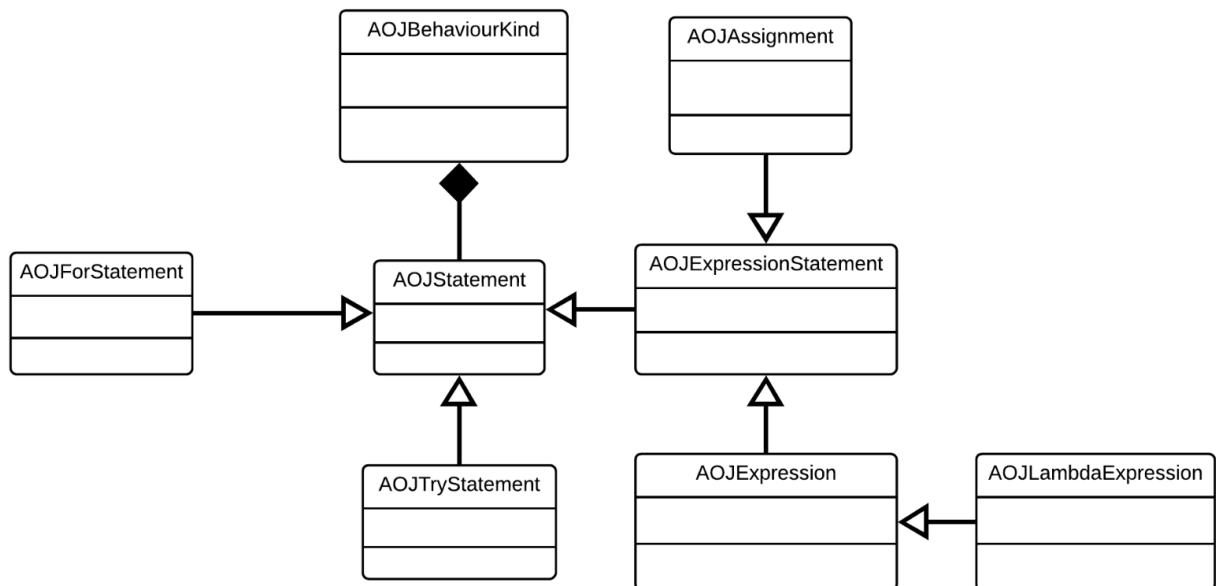 AOJBehaviourKind
AOJAssignment
AOJForStatement
AOJStatement
AOJExpressionStatement
AOJTryStatement
AOJExpression
AOJLambdaExpression